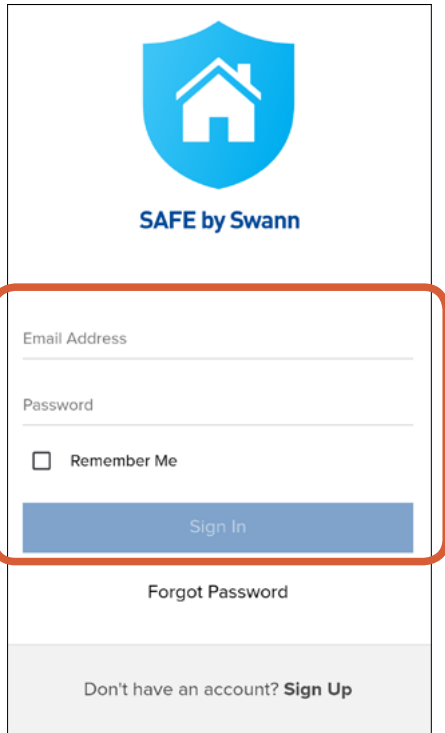 SAFE by Swann
Email Address
Password
Remember Me
Sign In
Forgot Password
Don't have an account? Sign Up